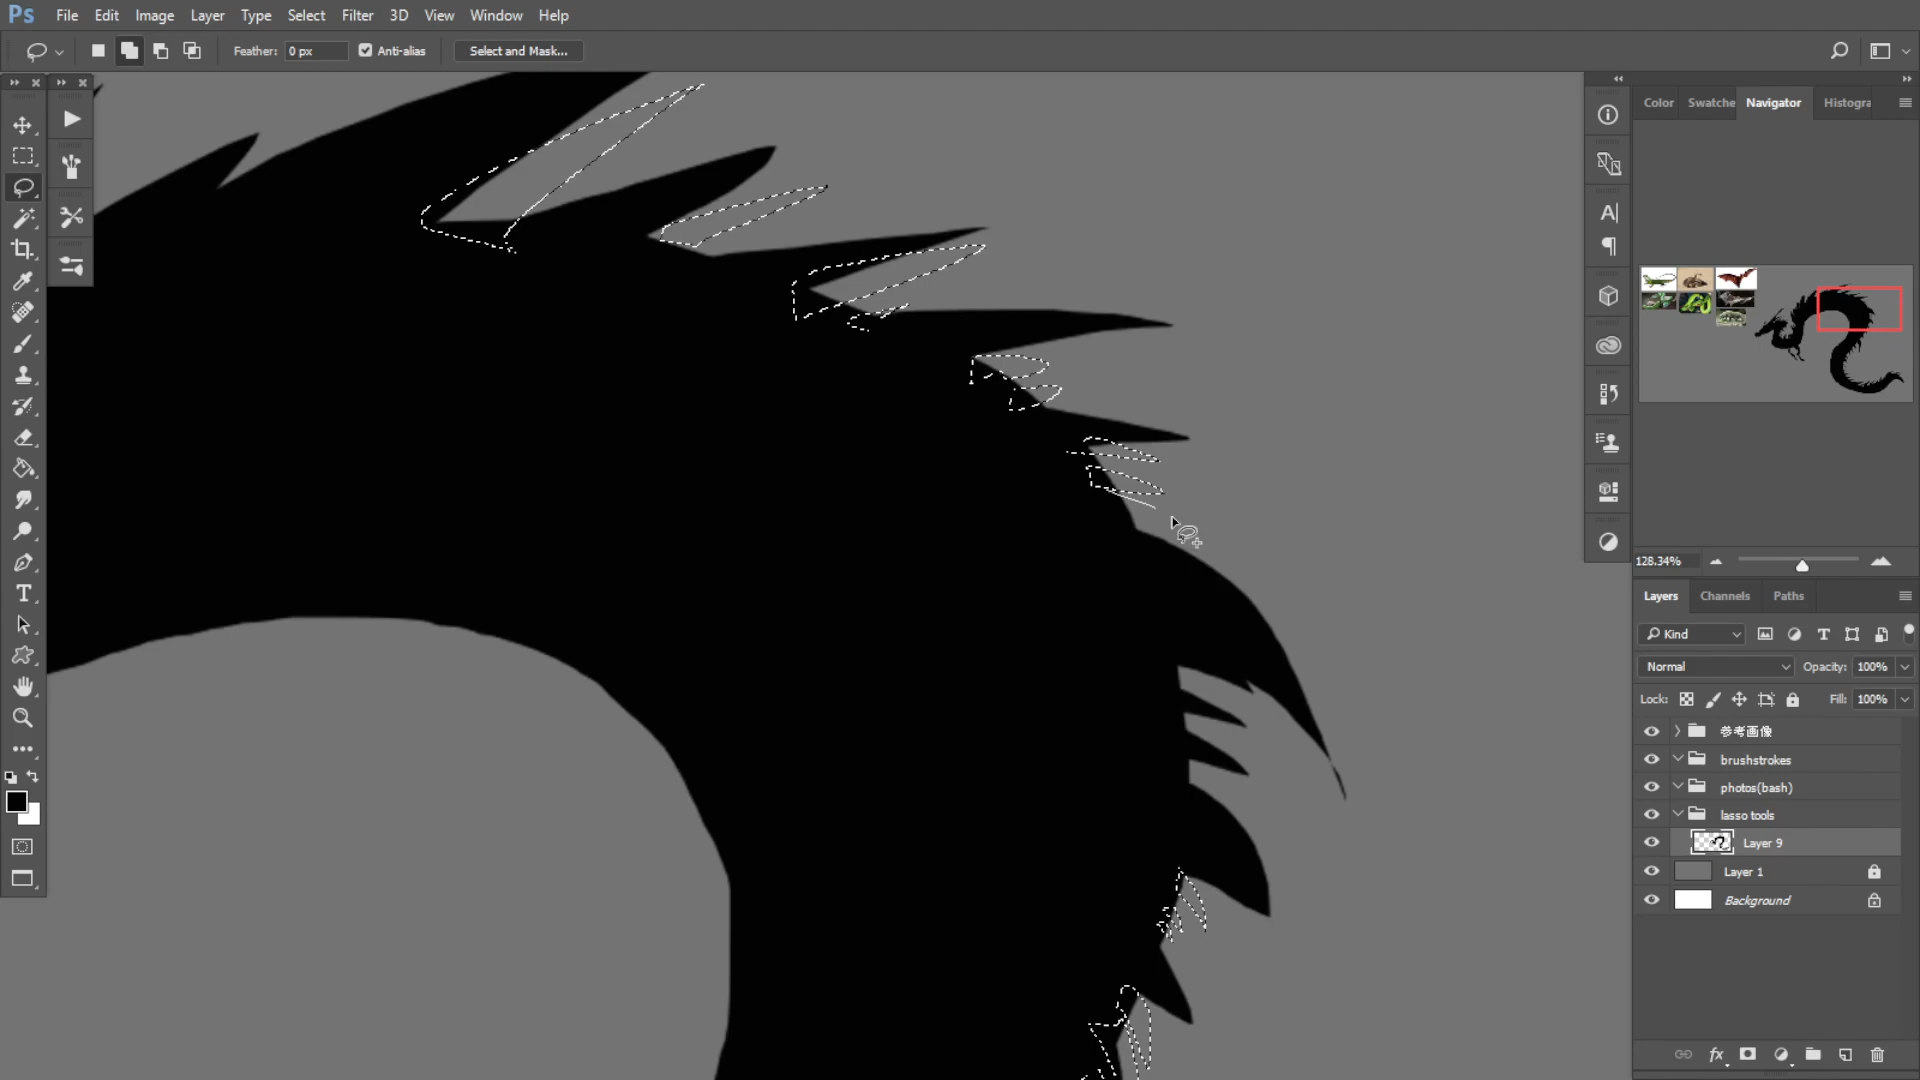 Ps File Edit Image Layer Type Select Filter 3D View Window Help
Feather: 0 px Anti-alias Select and Mask...
Color Swatche Navigator Histogra
128.34%
Layers Channels Paths
Kind
Normal Opacity: 100%
Lock: Fill: 100%
参考画像
brushstrokes
photos(bash)
lasso tools
Layer 9
Layer 1
Background
fx